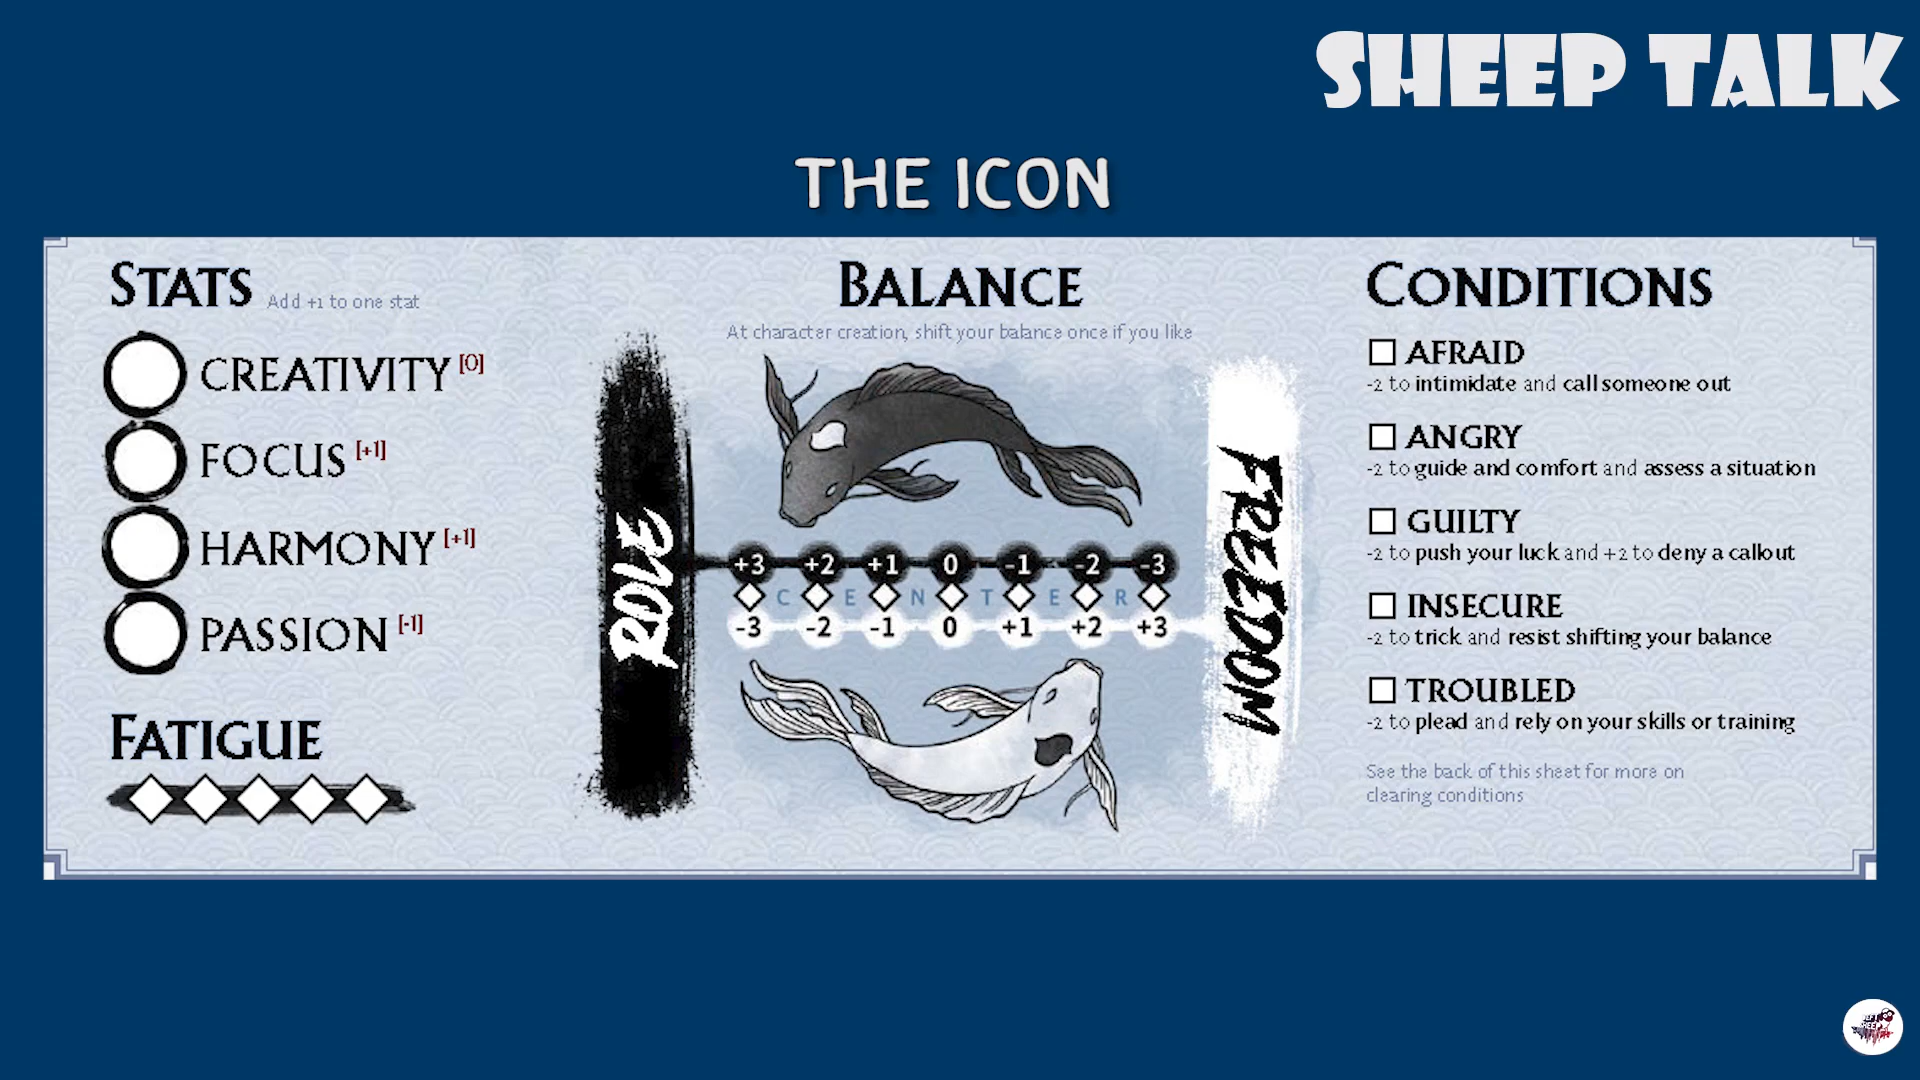 SHEEP TALK
THE ICON
STATS Add +1 to one stat
CREATIVITY [0]
FOCUS [+1]
HARMONY [+1]
PASSION [-1]
FATIGUE
BALANCE
At character creation, shift your balance once if you like
ROLE
+3 +2 +1 0 -1 -2 -3
C E N T E R
-3 -2 -1 0 +1 +2 +3
FREEDOM
CONDITIONS
AFRAID
-2 to intimidate and call someone out
ANGRY
-2 to guide and comfort and assess a situation
GUILTY
-2 to push your luck and +2 to deny a callout
INSECURE
-2 to trick and resist shifting your balance
TROUBLED
-2 to plead and rely on your skills or training
See the back of this sheet for more on
clearing conditions